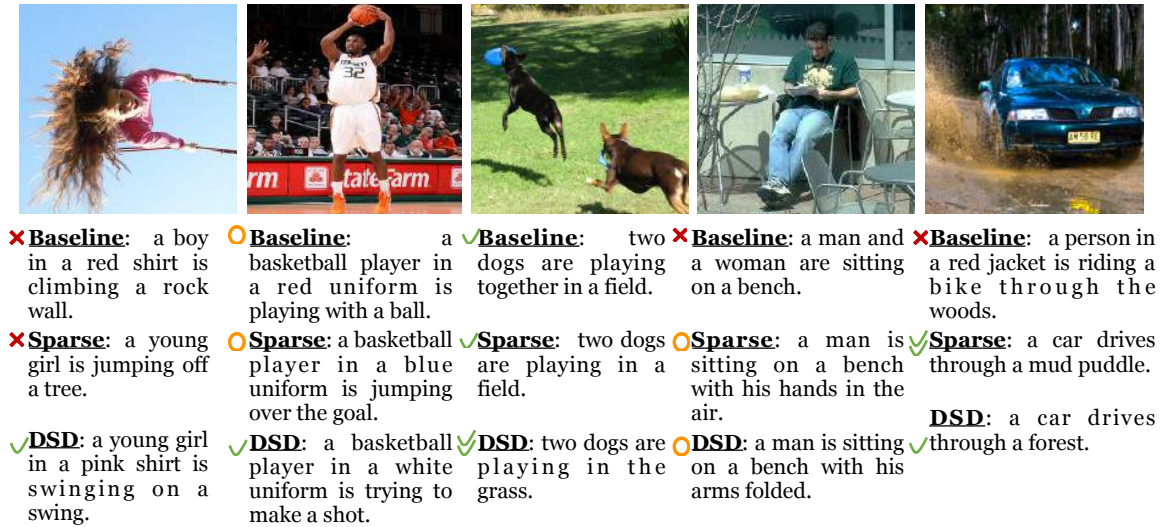 32
rm
StateFarm
Baseline: a boy
in a red shirt is
climbing a rock
wall.
Sparse: a young
girl is jumping off
a tree.
DSD: a young girl
in a pink shirt is
swinging on a
swing.
Baseline: a
basketball player in
a red uniform is
playing with a ball.
Sparse: a basketball
player in a blue
uniform is jumping
over the goal.
DSD: a basketball
player in a white
uniform is trying to
make a shot.
Baseline: two
dogs are playing
together in a field.
Sparse: two dogs
are playing in a
field.
DSD: two dogs are
playing in the
grass.
Baseline: a man and
a woman are sitting
on a bench.
Sparse: a man is
sitting on a bench
with his hands in the
air.
DSD: a man is sitting
on a bench with his
arms folded.
Baseline: a person in
a red jacket is riding a
bike through the
woods.
Sparse: a car drives
through a mud puddle.
DSD: a car drives
through a forest.